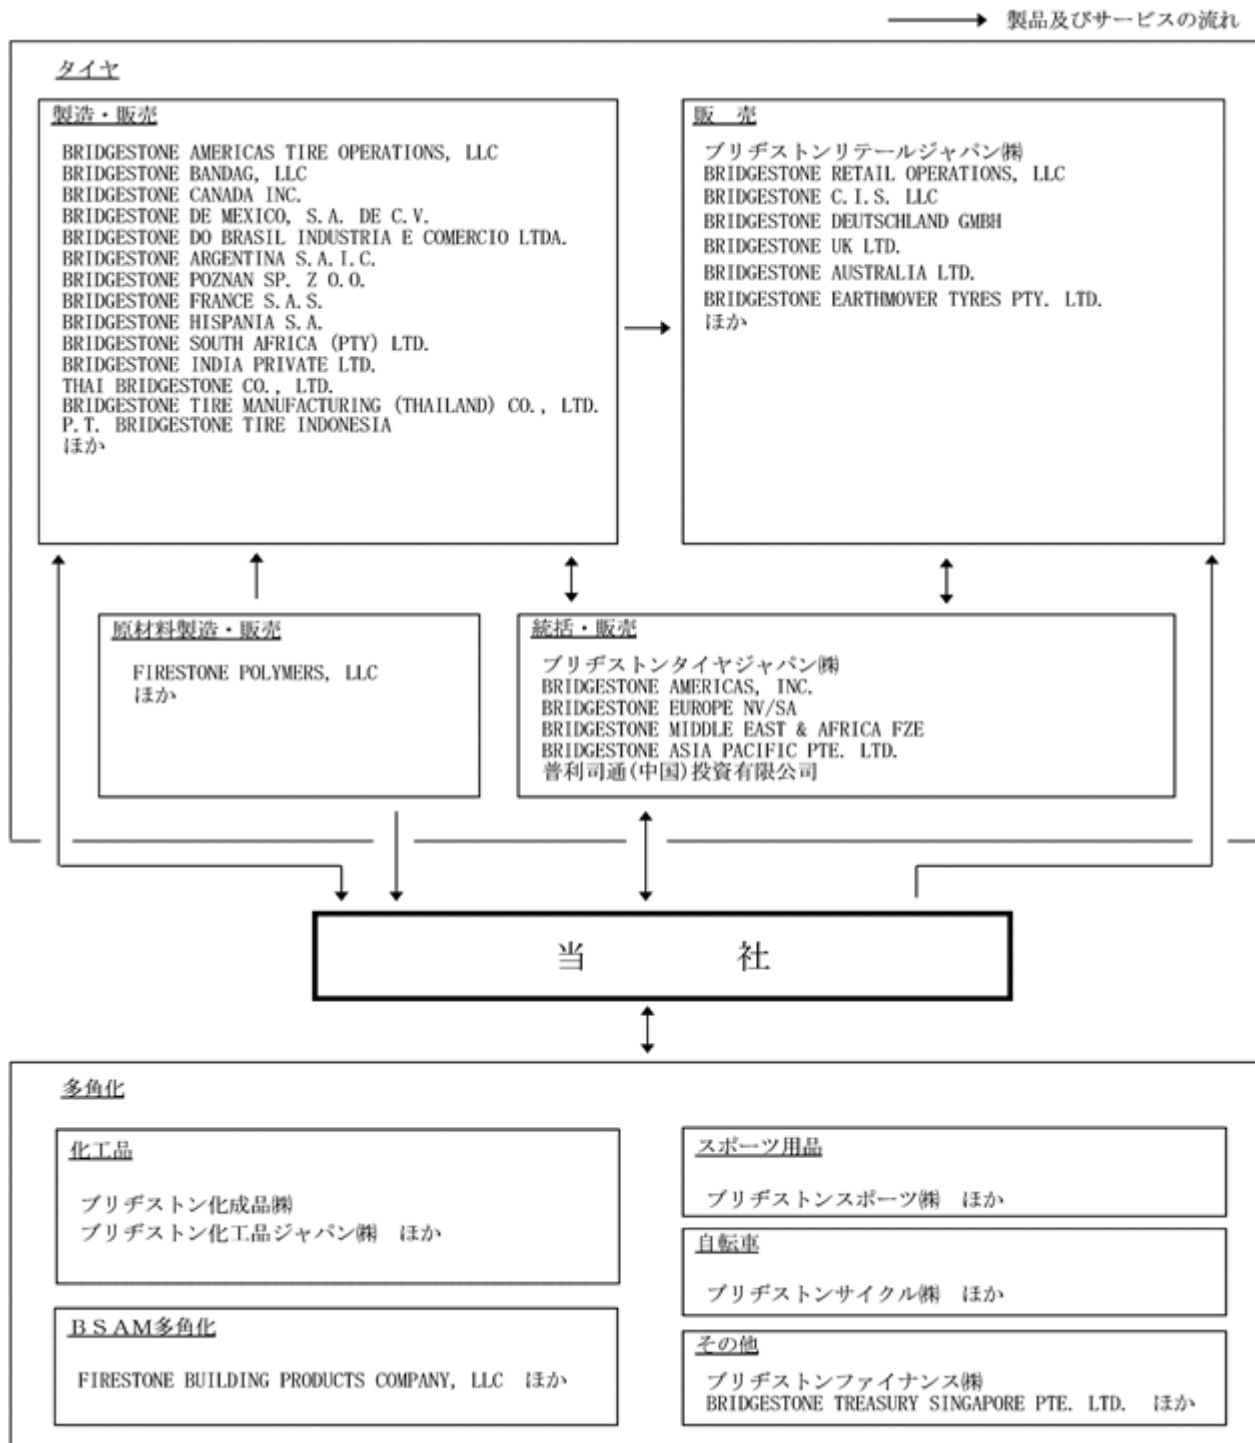 製品及びサービスの流れ
タイヤ
製造・販売
BRIDGESTONE AMERICAS TIRE OPERATIONS, LLC
BRIDGESTONE BANDAG, LLC
BRIDGESTONE CANADA INC.
BRIDGESTONE DE MEXICO, S.A. DE C.V.
BRIDGESTONE DO BRASIL INDUSTRIA E COMERCIO LTDA.
BRIDGESTONE ARGENTINA S.A.I.C.
BRIDGESTONE POZNAN SP. Z O.O.
BRIDGESTONE FRANCE S.A.S.
BRIDGESTONE HISPANIA S.A.
BRIDGESTONE SOUTH AFRICA (PTY) LTD.
BRIDGESTONE INDIA PRIVATE LTD.
THAI BRIDGESTONE CO., LTD.
BRIDGESTONE TIRE MANUFACTURING (THAILAND) CO., LTD.
P.T. BRIDGESTONE TIRE INDONESIA
ほか
販　売
ブリヂストンリテールジャパン㈱
BRIDGESTONE RETAIL OPERATIONS, LLC
BRIDGESTONE C.I.S. LLC
BRIDGESTONE DEUTSCHLAND GMBH
BRIDGESTONE UK LTD.
BRIDGESTONE AUSTRALIA LTD.
BRIDGESTONE EARTHMOVER TYRES PTY. LTD.
ほか
原材料製造・販売
FIRESTONE POLYMERS, LLC
ほか
統括・販売
ブリヂストンタイヤジャパン㈱
BRIDGESTONE AMERICAS, INC.
BRIDGESTONE EUROPE NV/SA
BRIDGESTONE MIDDLE EAST & AFRICA FZE
BRIDGESTONE ASIA PACIFIC PTE. LTD.
普利司通(中国)投資有限公司
当　社
多角化
化工品
ブリヂストン化成品㈱
ブリヂストン化工品ジャパン㈱　ほか
ＢＳＡＭ多角化
FIRESTONE BUILDING PRODUCTS COMPANY, LLC　ほか
スポーツ用品
ブリヂストンスポーツ㈱　ほか
自転車
ブリヂストンサイクル㈱　ほか
その他
ブリヂストンファイナンス㈱
BRIDGESTONE TREASURY SINGAPORE PTE. LTD.　ほか